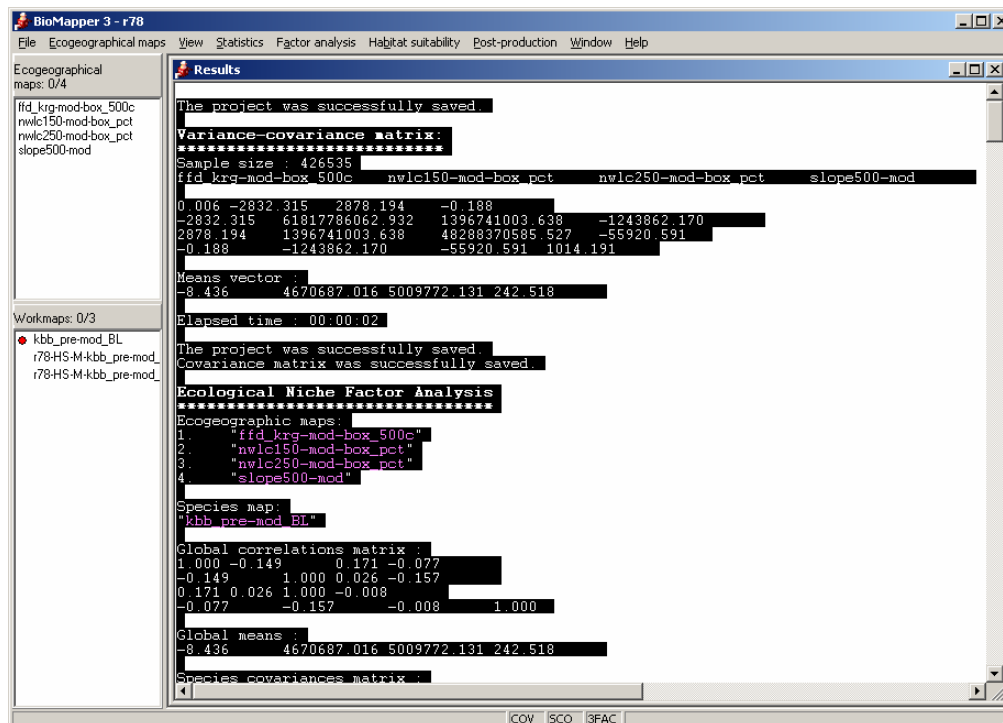 BioMapper 3 - r78
File Ecogeographical maps View Statistics Factor analysis Habitat suitability Post-production Window Help
Ecogeographical
maps: 0/4
ffd_krg-mod-box_500c
nwlc150-mod-box_pct
nwlc250-mod-box_pct
slope500-mod
Workmaps: 0/3
kbb_pre-mod_BL
r78-HS-M-kbb_pre-mod_
r78-HS-M-kbb_pre-mod_
Results
The project was successfully saved.
Variance-covariance matrix:
*****************************
Sample size : 426535
ffd_krg-mod-box_500c nwlc150-mod-box_pct nwlc250-mod-box_pct slope500-mod
0.006 -2832.315 2878.194 -0.188
-2832.315 61817786062.932 1396741003.638 -1243862.170
2878.194 1396741003.638 48288370585.527 -55920.591
-0.188 -1243862.170 -55920.591 1014.191
Means vector :
-8.436 4670687.016 5009772.131 242.518
Elapsed time : 00:00:02
The project was successfully saved.
Covariance matrix was successfully saved.
Ecological Niche Factor Analysis
**********************************
Ecogeographic maps:
1. "ffd_krg-mod-box_500c"
2. "nwlc150-mod-box_pct"
3. "nwlc250-mod-box_pct"
4. "slope500-mod"
Species map:
"kbb_pre-mod_BL"
Global correlations matrix :
1.000 -0.149 0.171 -0.077
-0.149 1.000 0.026 -0.157
0.171 0.026 1.000 -0.008
-0.077 -0.157 -0.008 1.000
Global means :
-8.436 4670687.016 5009772.131 242.518
Species covariances matrix :
COV SCO 3FAC